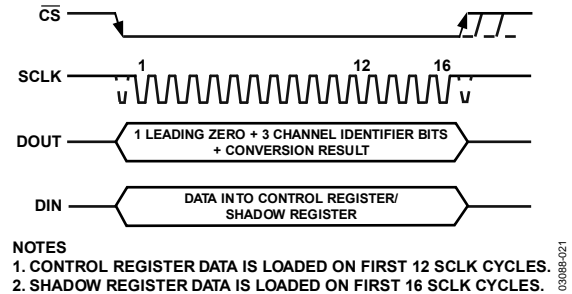 CS
1 12 16
SCLK
DOUT
1 LEADING ZERO + 3 CHANNEL IDENTIFIER BITS
+ CONVERSION RESULT
DIN
DATA INTO CONTROL REGISTER/
SHADOW REGISTER
NOTES
1. CONTROL REGISTER DATA IS LOADED ON FIRST 12 SCLK CYCLES.
2. SHADOW REGISTER DATA IS LOADED ON FIRST 16 SCLK CYCLES.
03088-021